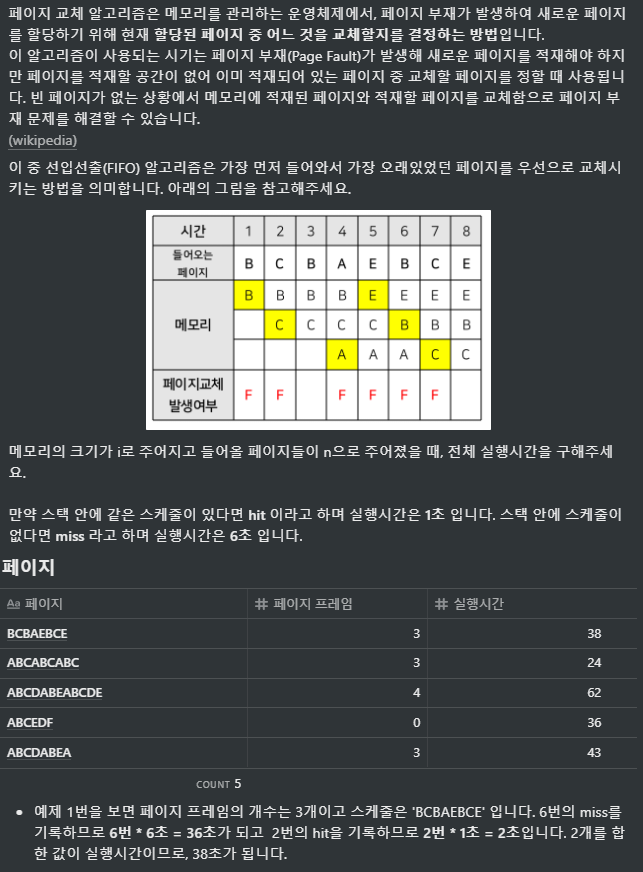 페이지 교체 알고리즘은 메모리를 관리하는 운영체제에서, 페이지 부재가 발생하여 새로운 페이지
를 할당하기 위해 현재 할당된 페이지 중 어느 것을 교체할지를 결정하는 방법입니다.
이 알고리즘이 사용되는 시기는 페이지 부재(Page Fault)가 발생해 새로운 페이지를 적재해야 하지
만 페이지를 적재할 공간이 없어 이미 적재되어 있는 페이지 중 교체할 페이지를 정할 때 사용됩니
다. 빈 페이지가 없는 상황에서 메모리에 적재된 페이지와 적재할 페이지를 교체함으로 페이지 부
재 문제를 해결할 수 있습니다.
(wikipedia)
이 중 선입선출(FIFO) 알고리즘은 가장 먼저 들어와서 가장 오래있었던 페이지를 우선으로 교체시
키는 방법을 의미합니다. 아래의 그림을 참고해주세요.
시간 1 2 3 4 5 6 7 8
들어오는
페이지 B C B A E B C E
B B B B E E E E
메모리 C C C C B B B
A A A C C
페이지교체
발생여부 F F F F F F
메모리의 크기가 i로 주어지고 들어올 페이지들이 n으로 주어졌을 때, 전체 실행시간을 구해주세
요.
만약 스택 안에 같은 스케줄이 있다면 hit 이라고 하며 실행시간은 1초 입니다. 스택 안에 스케줄이
없다면 miss 라고 하며 실행시간은 6초 입니다.
페이지
Aa 페이지 # 페이지 프레임 # 실행시간
BCBAEBCE 3 38
ABCABCABC 3 24
ABCDABEABCDE 4 62
ABCEDF 0 36
ABCDABEA 3 43
COUNT 5
• 예제 1번을 보면 페이지 프레임의 개수는 3개이고 스케줄은 'BCBAEBCE' 입니다. 6번의 miss를
기록하므로 6번 * 6초 = 36초가 되고 2번의 hit을 기록하므로 2번 * 1초 = 2초입니다. 2개를 합
한 값이 실행시간이므로, 38초가 됩니다.